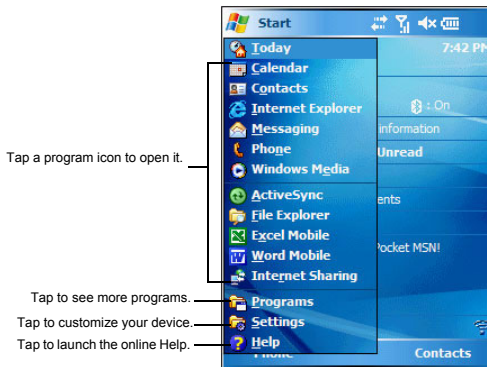 Start
Today
7:42 PM
Calendar
Contacts
: On
Internet Explorer
Messaging
information
Phone
Unread
Tap a program icon to open it.
Windows Media
ActiveSync
ents
File Explorer
Excel Mobile
Pocket MSN!
Word Mobile
Internet Sharing
Tap to see more programs.
Programs
Tap to customize your device.
Settings
Tap to launch the online Help.
Help
Phone
Contacts